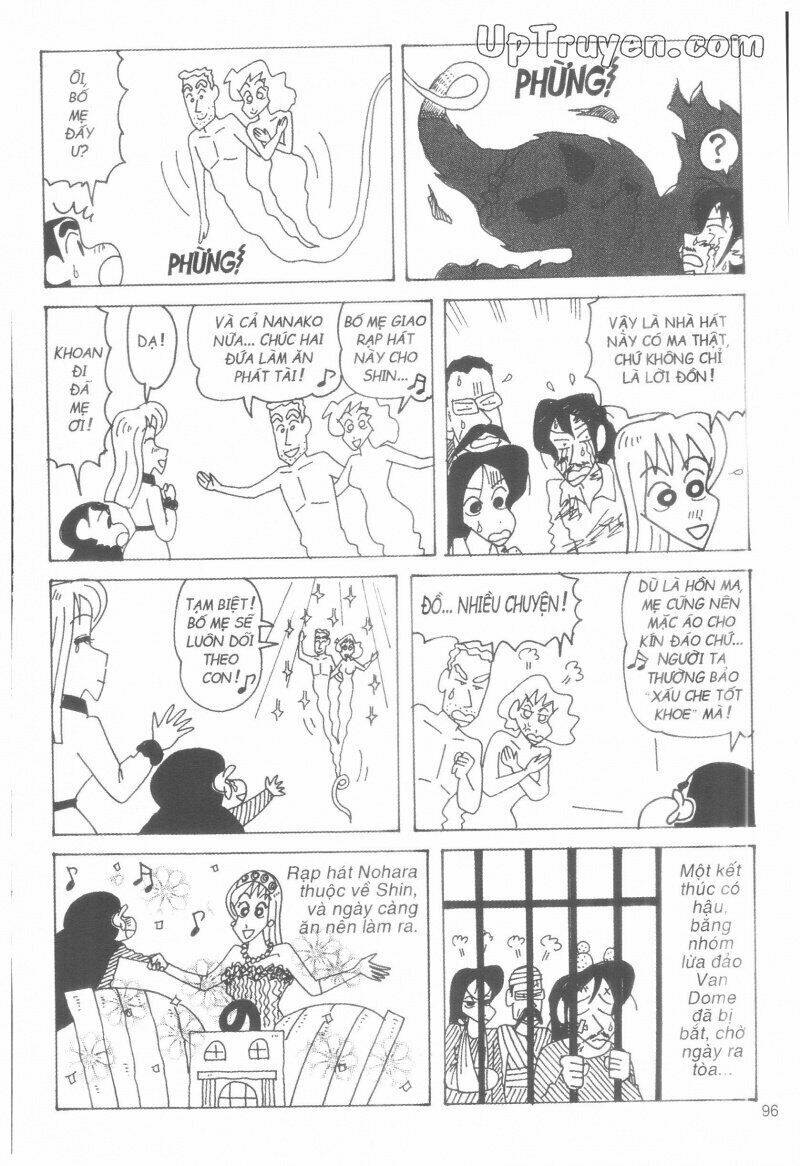 UpTruyen.com
PHỪNG!
?
ÔI,
BỐ
MẸ
ĐẤY
Ư?
PHỪNG!
VẬY LÀ NHÀ HÁT
NÀY CÓ MA THẬT,
CHỨ KHÔNG CHỈ
LÀ LỜI ĐỒN!
BỐ MẸ GIAO
RẠP HÁT
NÀY CHO
SHIN...
VÀ CẢ NANAKO
NỮA... CHÚC HAI
ĐỨA LÀM ĂN
PHÁT TÀI!
DẠ!
KHOAN
ĐI
ĐÃ
MẸ
ƠI!
DÙ LÀ HỒN MA,
MẸ CŨNG NÊN
MẶC ÁO CHO
KÍN ĐÁO CHỨ...
NGƯỜI TA
THƯỜNG BẢO
"XẤU CHE TỐT
KHOE" MÀ!
ĐỒ... NHIỀU CHUYỆN!
TẠM BIỆT!
BỐ MẸ SẼ
LUÔN DÕI
THEO
CON!
Một kết
thúc có
hậu,
băng
nhóm
lừa đảo
Van
Dome
đã bị
bắt, chờ
ngày ra
tòa...
Rạp hát Nohara
thuộc về Shin,
và ngày càng
ăn nên làm ra.
96